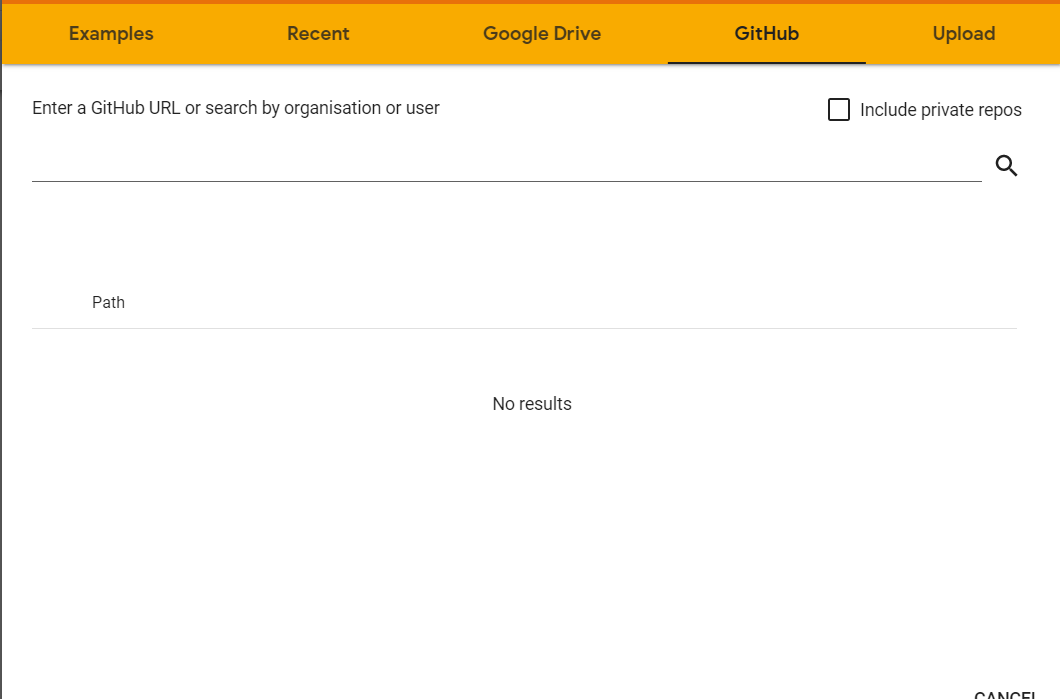 Examples Recent Google Drive GitHub Upload
Enter a GitHub URL or search by organisation or user Include private repos
Path
No results
CANCEL